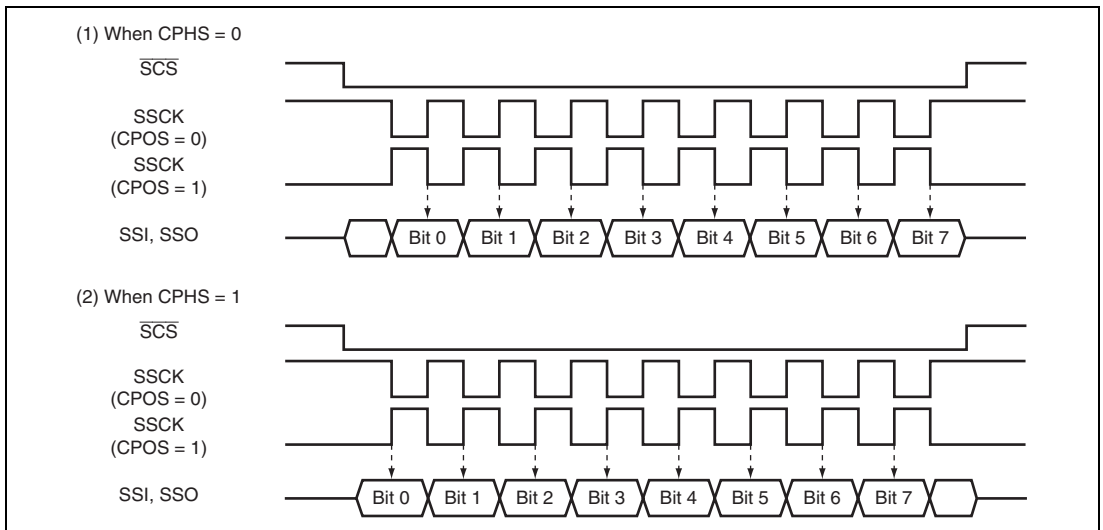 (1) When CPHS = 0
SCS
SSCK
(CPOS = 0)
SSCK
(CPOS = 1)
SSI, SSO
Bit 0 Bit 1 Bit 2 Bit 3 Bit 4 Bit 5 Bit 6 Bit 7
(2) When CPHS = 1
SCS
SSCK
(CPOS = 0)
SSCK
(CPOS = 1)
SSI, SSO
Bit 0 Bit 1 Bit 2 Bit 3 Bit 4 Bit 5 Bit 6 Bit 7